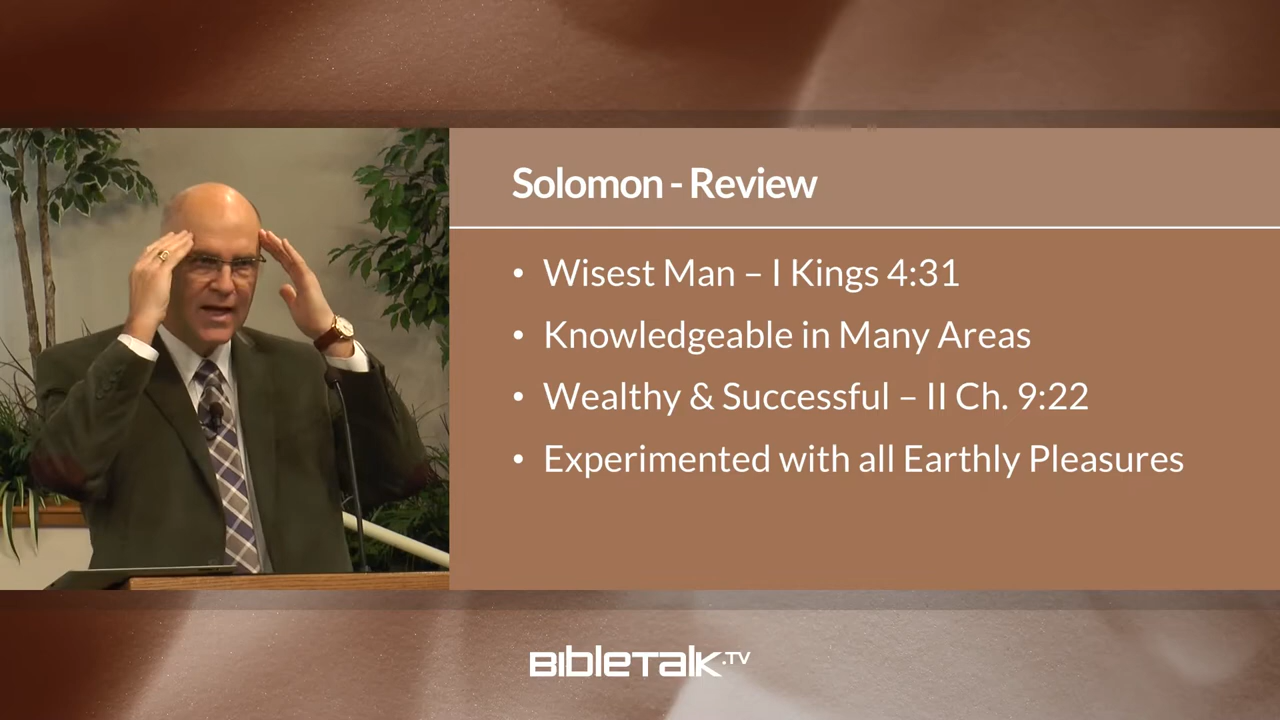 Solomon - Review
• Wisest Man – I Kings 4:31
• Knowledgeable in Many Areas
• Wealthy & Successful – II Ch. 9:22
• Experimented with all Earthly Pleasures
BibleTalk.TV